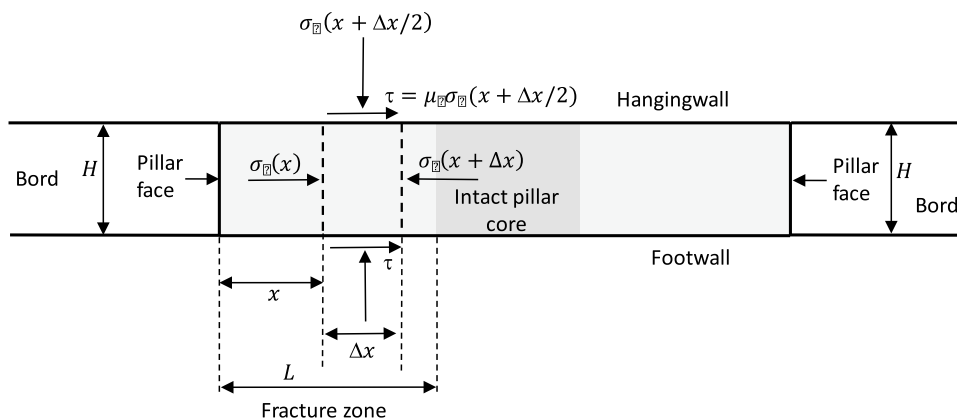 σ⍰(x + Δx/2)
τ = μ⍰σ⍰(x + Δx/2)
Hangingwall
Bord
H
Pillar
face
σ⍰(x)
σ⍰(x + Δx)
Intact pillar
core
Pillar
face
H
Bord
τ
Footwall
x
Δx
L
Fracture zone